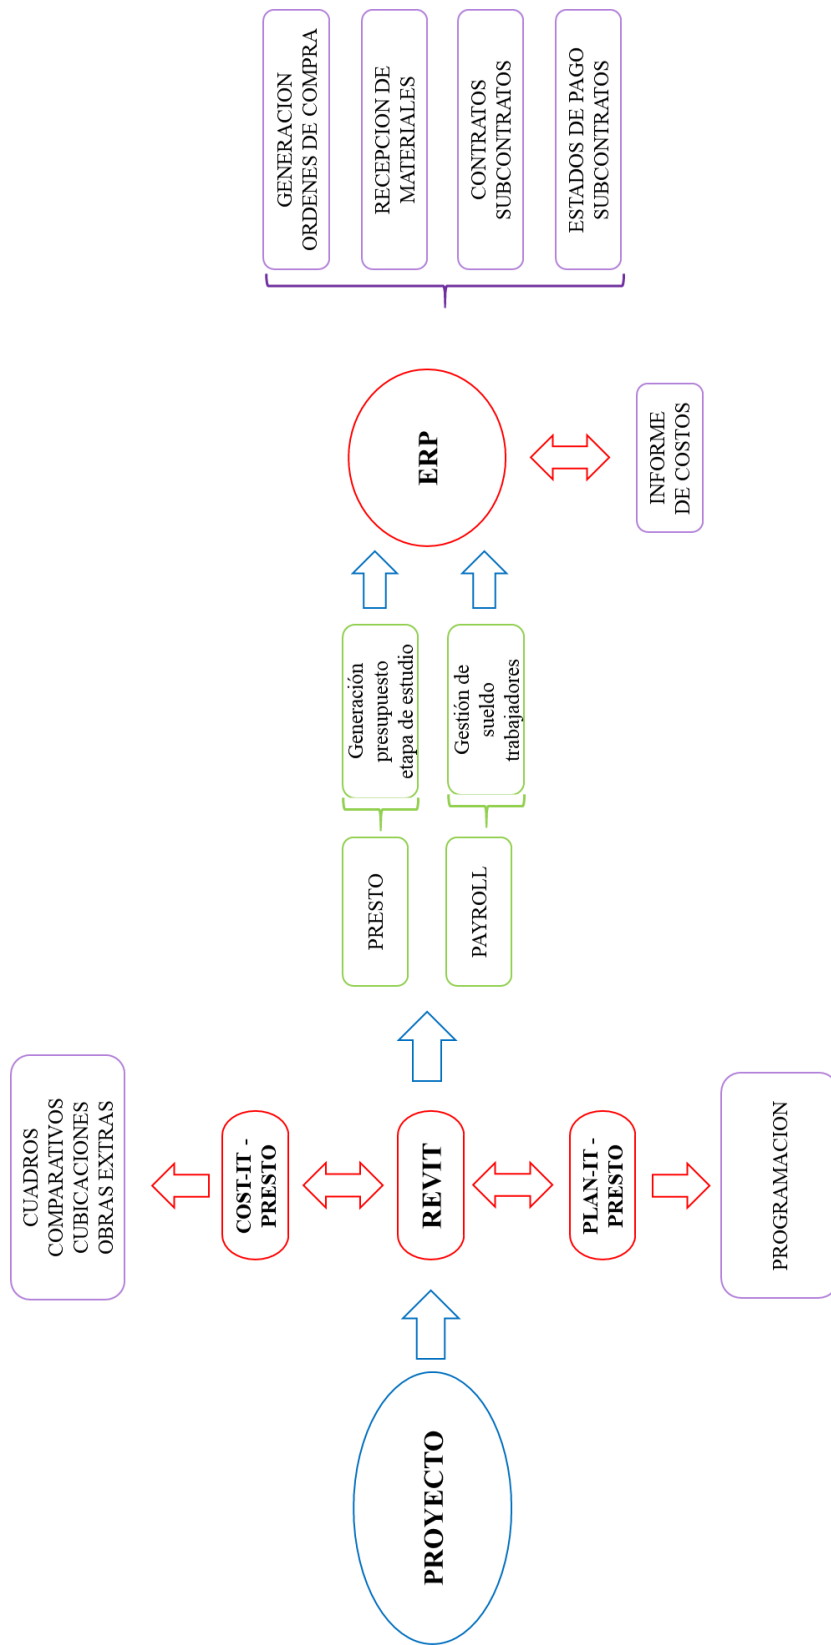 PROYECTO
CUADROS
COMPARATIVOS
CUBICACIONES
OBRAS EXTRAS
COST-IT -
PRESTO
REVIT
PLAN-IT -
PRESTO
PROGRAMACION
PRESTO
PAYROLL
Generación
presupuesto
etapa de estudio
Gestión de
sueldo
trabajadores
ERP
INFORME
DE COSTOS
GENERACION
ORDENES DE COMPRA
RECEPCION DE
MATERIALES
CONTRATOS
SUBCONTRATOS
ESTADOS DE PAGO
SUBCONTRATOS